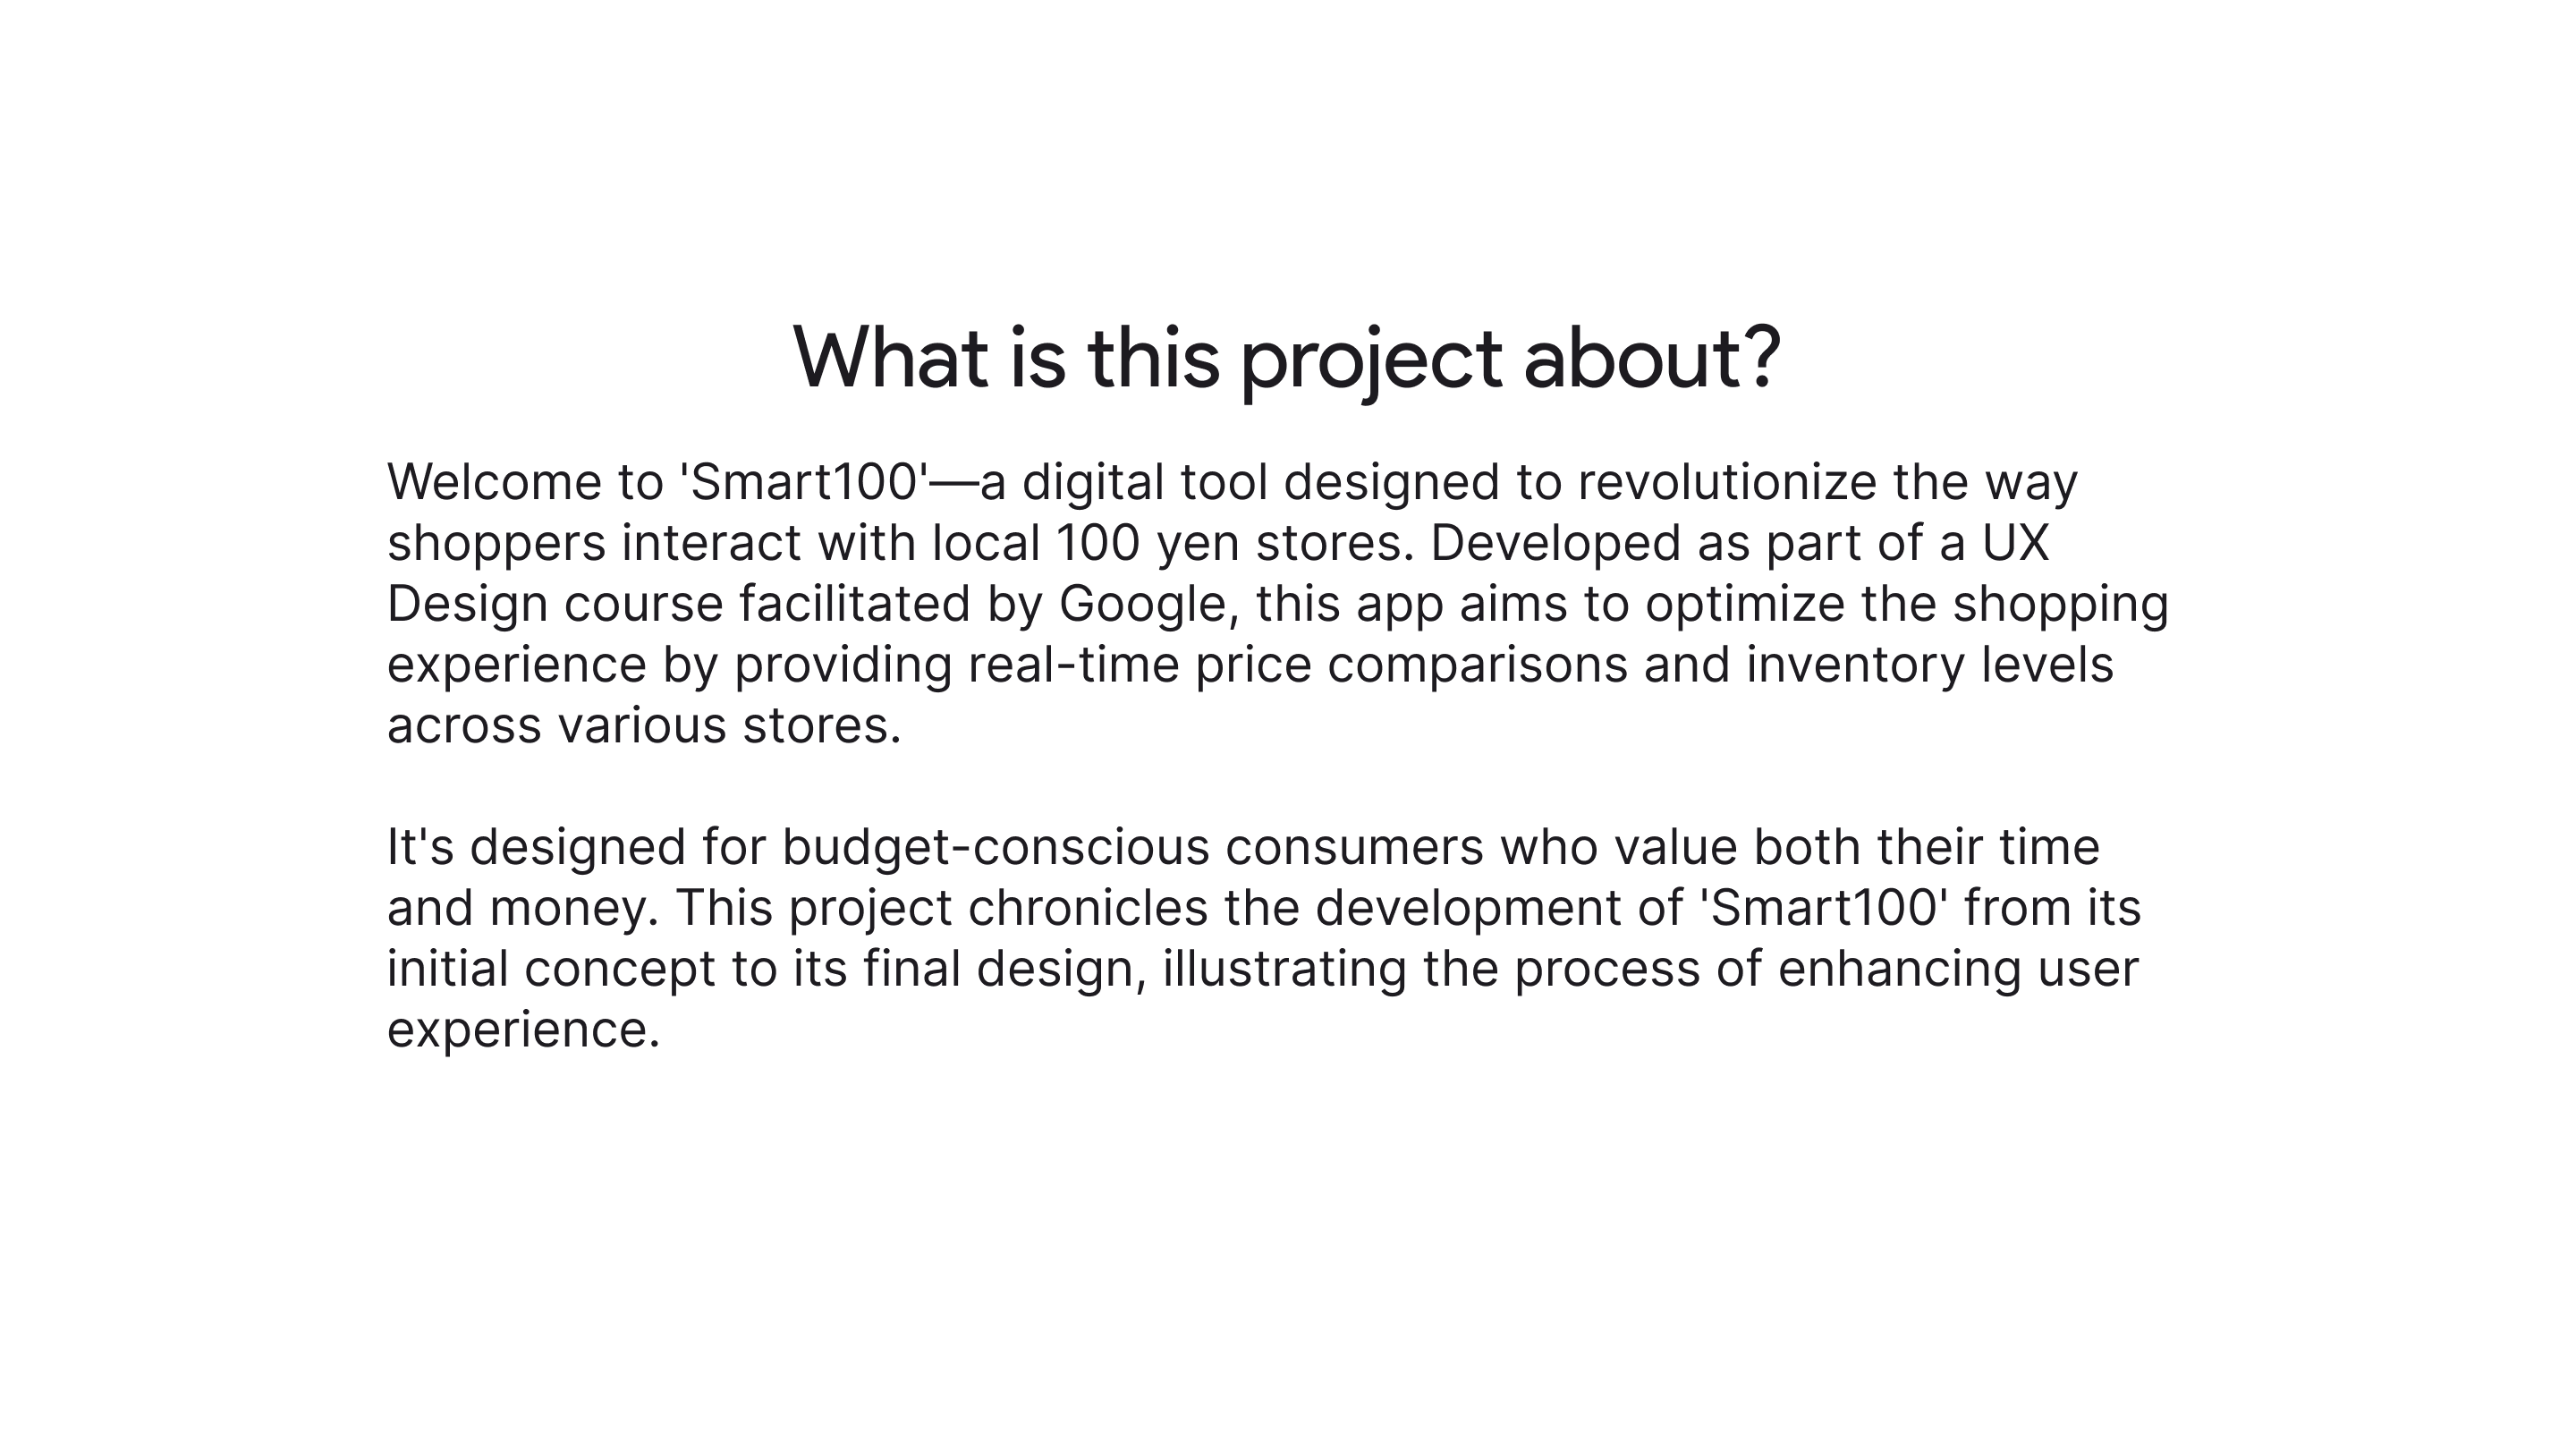 What is this project about?
Welcome to 'Smart100'—a digital tool designed to revolutionize the way
shoppers interact with local 100 yen stores. Developed as part of a UX
Design course facilitated by Google, this app aims to optimize the shopping
experience by providing real-time price comparisons and inventory levels
across various stores.
It's designed for budget-conscious consumers who value both their time
and money. This project chronicles the development of 'Smart100' from its
initial concept to its final design, illustrating the process of enhancing user
experience.